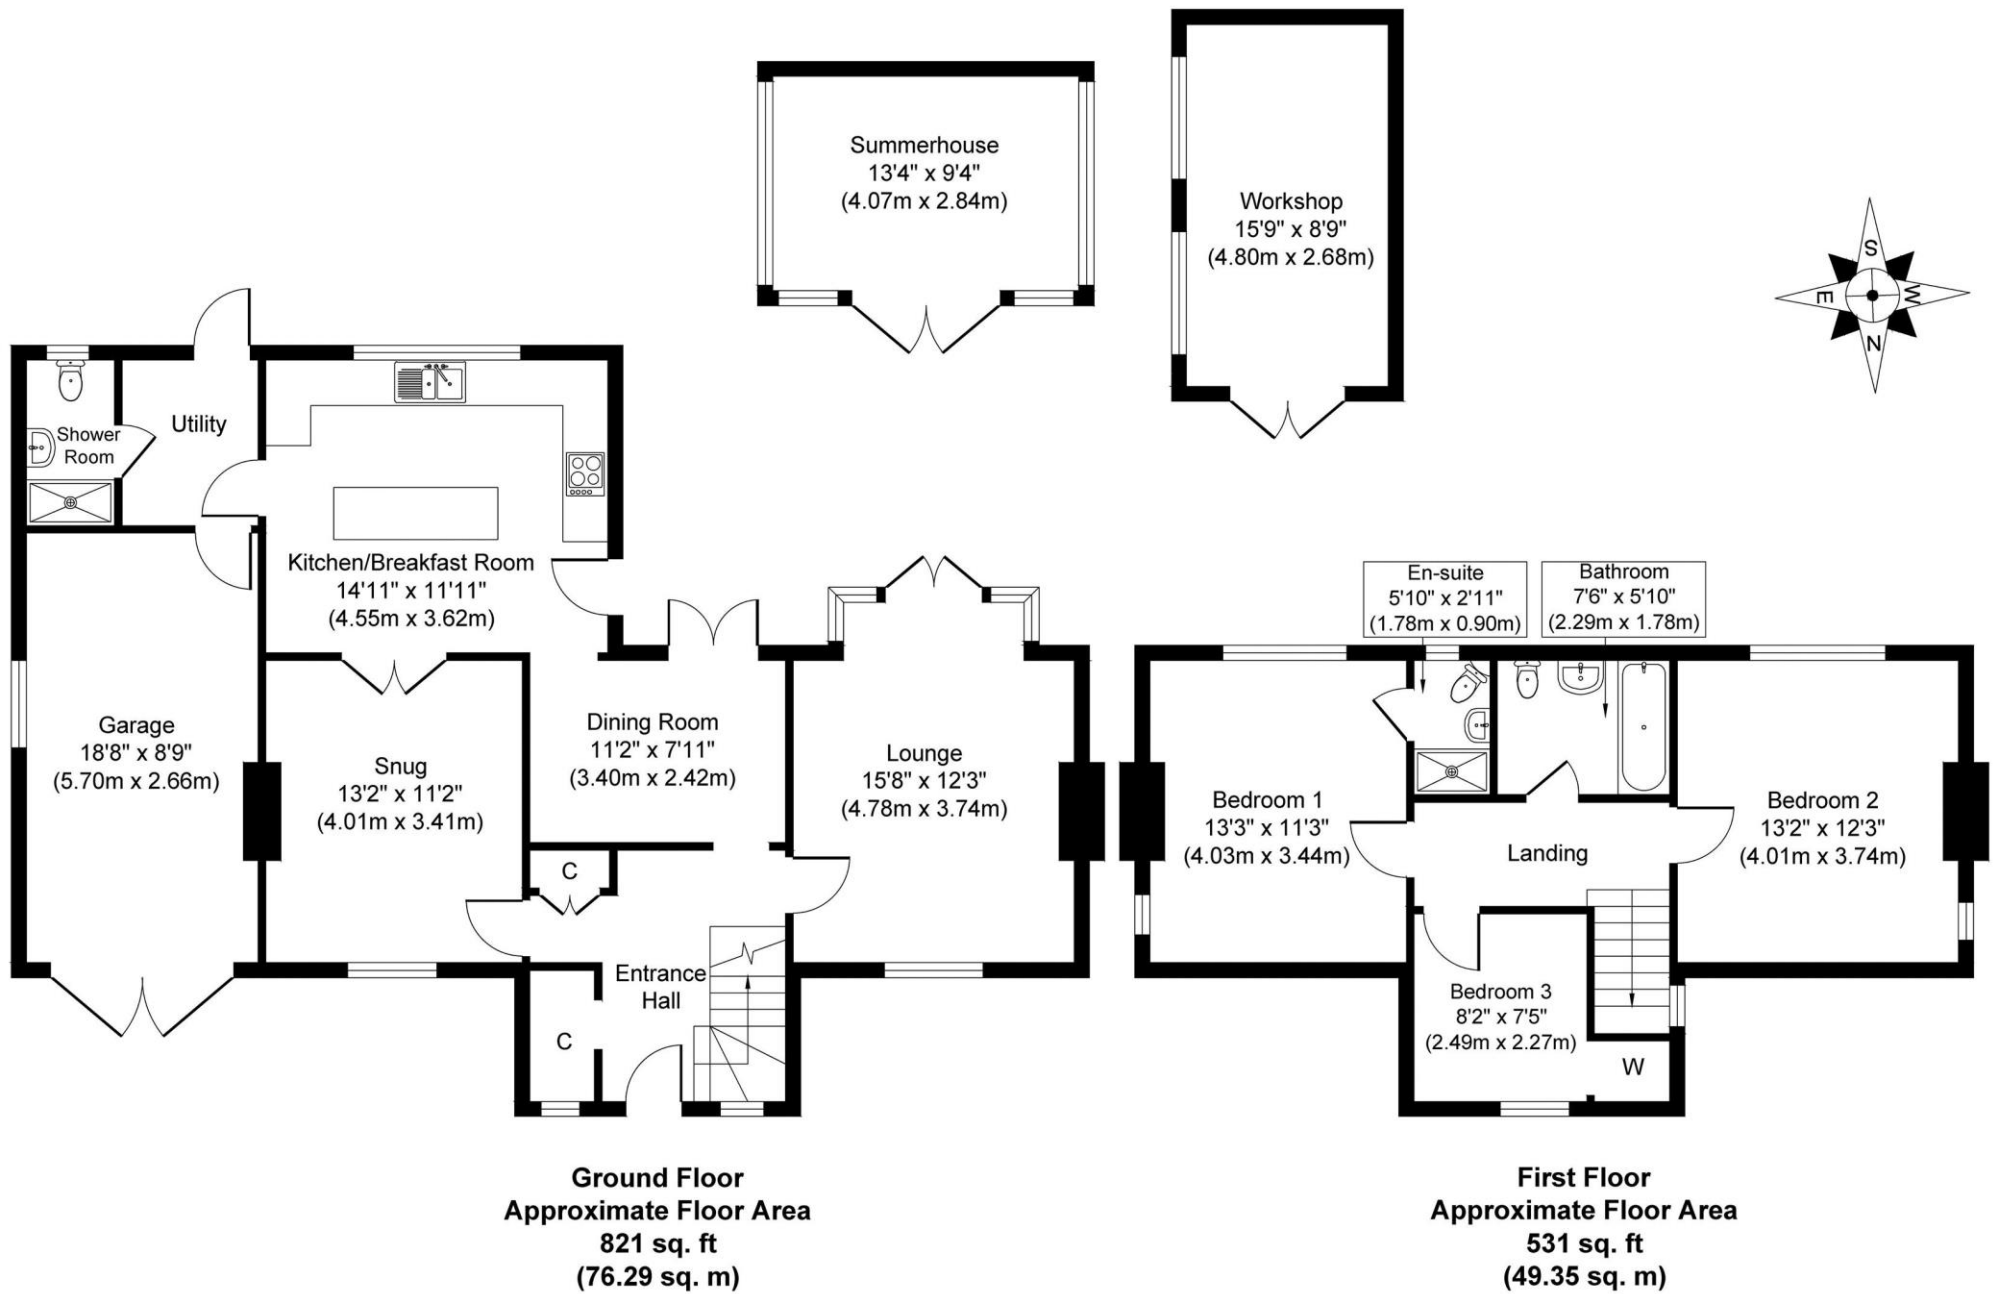 Summerhouse
13'4" x 9'4"
(4.07m x 2.84m)
Workshop
15'9" x 8'9"
(4.80m x 2.68m)
S
E
W
N
Utility
Shower
Room
Kitchen/Breakfast Room
14'11" x 11'11"
(4.55m x 3.62m)
Garage
18'8" x 8'9"
(5.70m x 2.66m)
Snug
13'2" x 11'2"
(4.01m x 3.41m)
Dining Room
11'2" x 7'11"
(3.40m x 2.42m)
Lounge
15'8" x 12'3"
(4.78m x 3.74m)
C
Entrance
Hall
C
En-suite
5'10" x 2'11"
(1.78m x 0.90m)
Bathroom
7'6" x 5'10"
(2.29m x 1.78m)
Bedroom 1
13'3" x 11'3"
(4.03m x 3.44m)
Landing
Bedroom 2
13'2" x 12'3"
(4.01m x 3.74m)
Bedroom 3
8'2" x 7'5"
(2.49m x 2.27m)
W
Ground Floor
Approximate Floor Area
821 sq. ft
(76.29 sq. m)
First Floor
Approximate Floor Area
531 sq. ft
(49.35 sq. m)